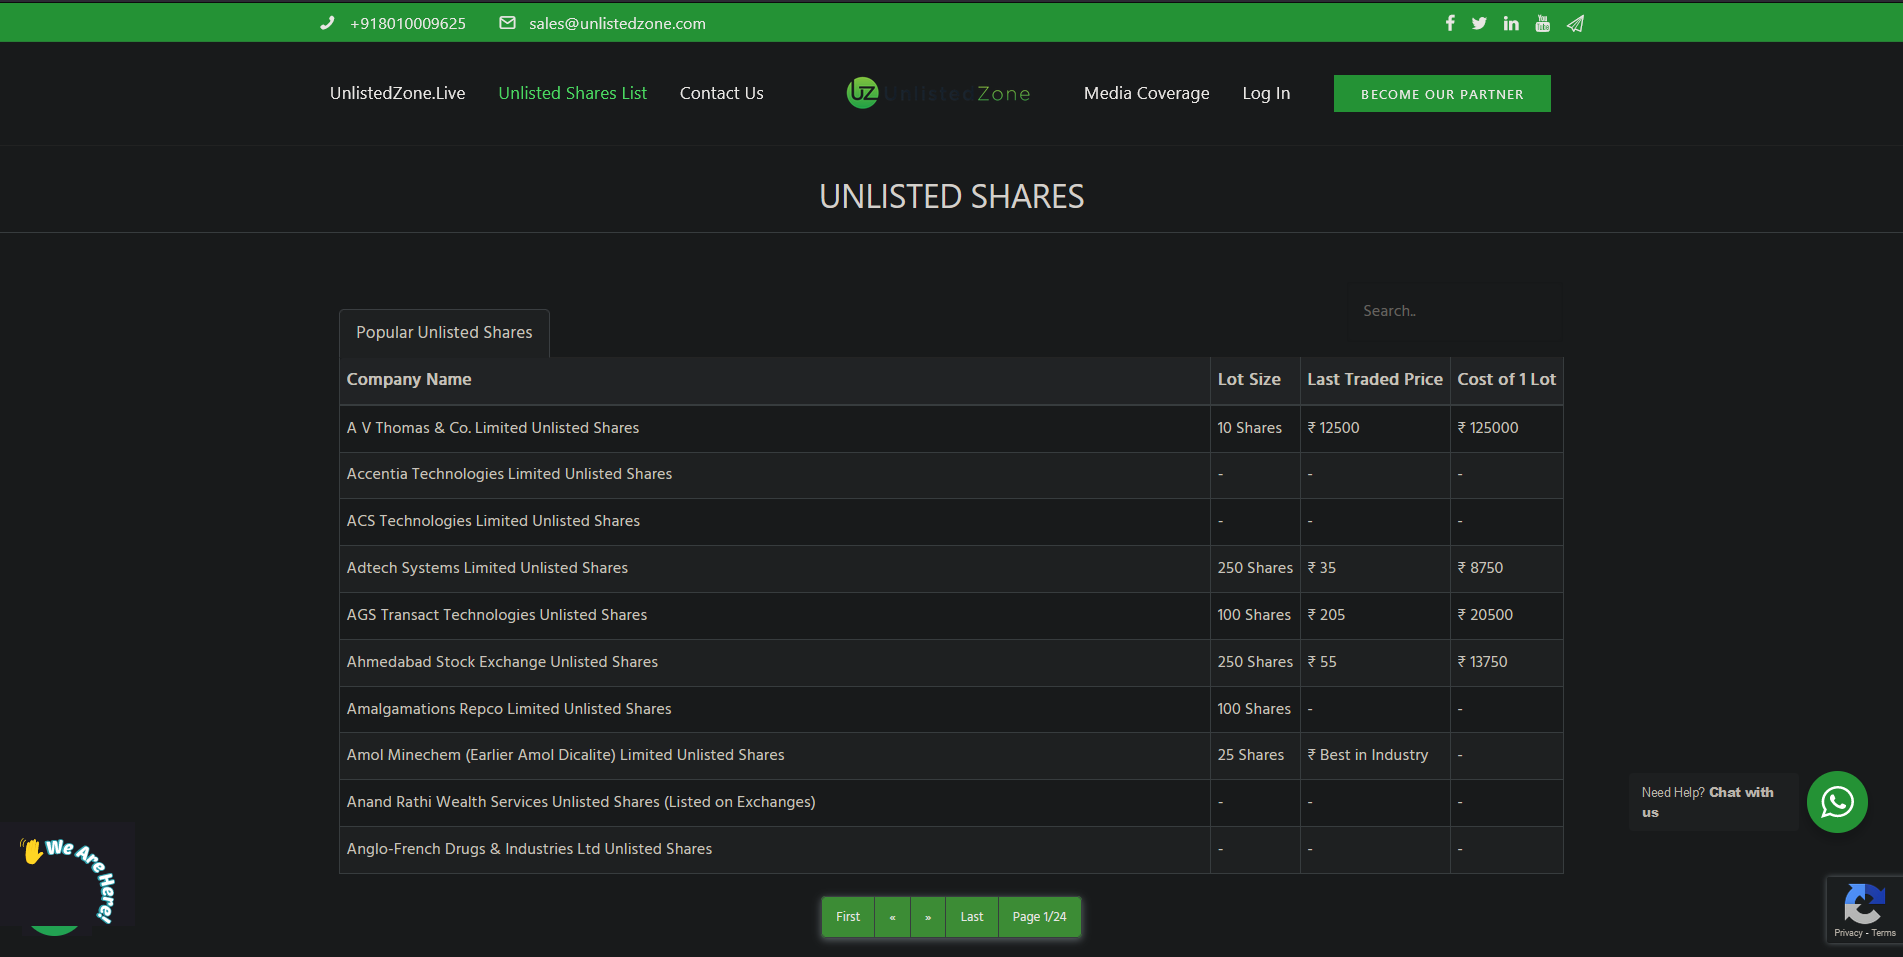 +918010009625 sales@unlistedzone.com
UnlistedZone.Live Unlisted Shares List Contact Us UZ UnlistedZone Media Coverage Log In BECOME OUR PARTNER
UNLISTED SHARES
Search..
Popular Unlisted Shares
Company Name Lot Size Last Traded Price Cost of 1 Lot
A V Thomas & Co. Limited Unlisted Shares 10 Shares ₹ 12500 ₹ 125000
Accentia Technologies Limited Unlisted Shares - - -
ACS Technologies Limited Unlisted Shares - - -
Adtech Systems Limited Unlisted Shares 250 Shares ₹ 35 ₹ 8750
AGS Transact Technologies Unlisted Shares 100 Shares ₹ 205 ₹ 20500
Ahmedabad Stock Exchange Unlisted Shares 250 Shares ₹ 55 ₹ 13750
Amalgamations Repco Limited Unlisted Shares 100 Shares - -
Amol Minechem (Earlier Amol Dicalite) Limited Unlisted Shares 25 Shares ₹ Best in Industry -
Anand Rathi Wealth Services Unlisted Shares (Listed on Exchanges) - - -
Anglo-French Drugs & Industries Ltd Unlisted Shares - - -
First « » Last Page 1/24
Need Help? Chat with
us
We Are Here!
Privacy - Terms